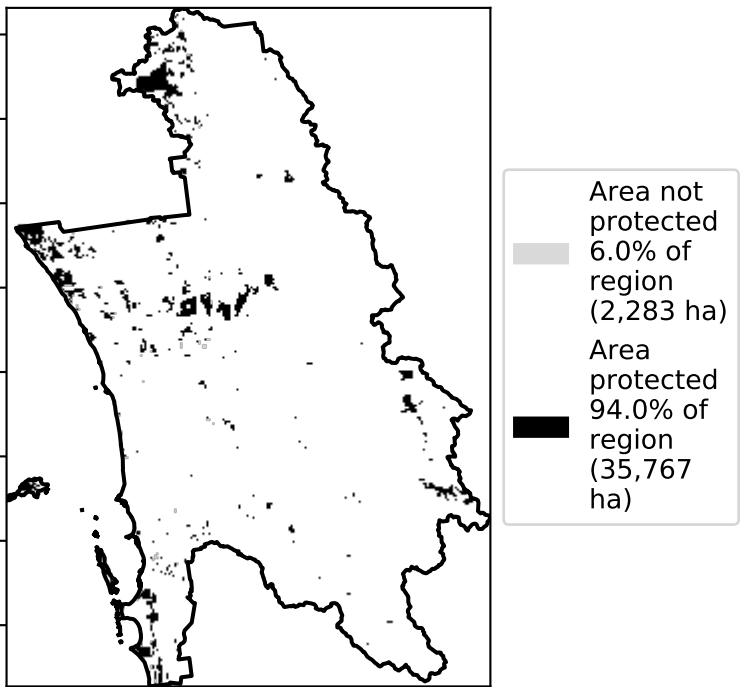 Area not
protected
6.0% of
region
(2,283 ha)
Area
protected
94.0% of
region
(35,767
ha)